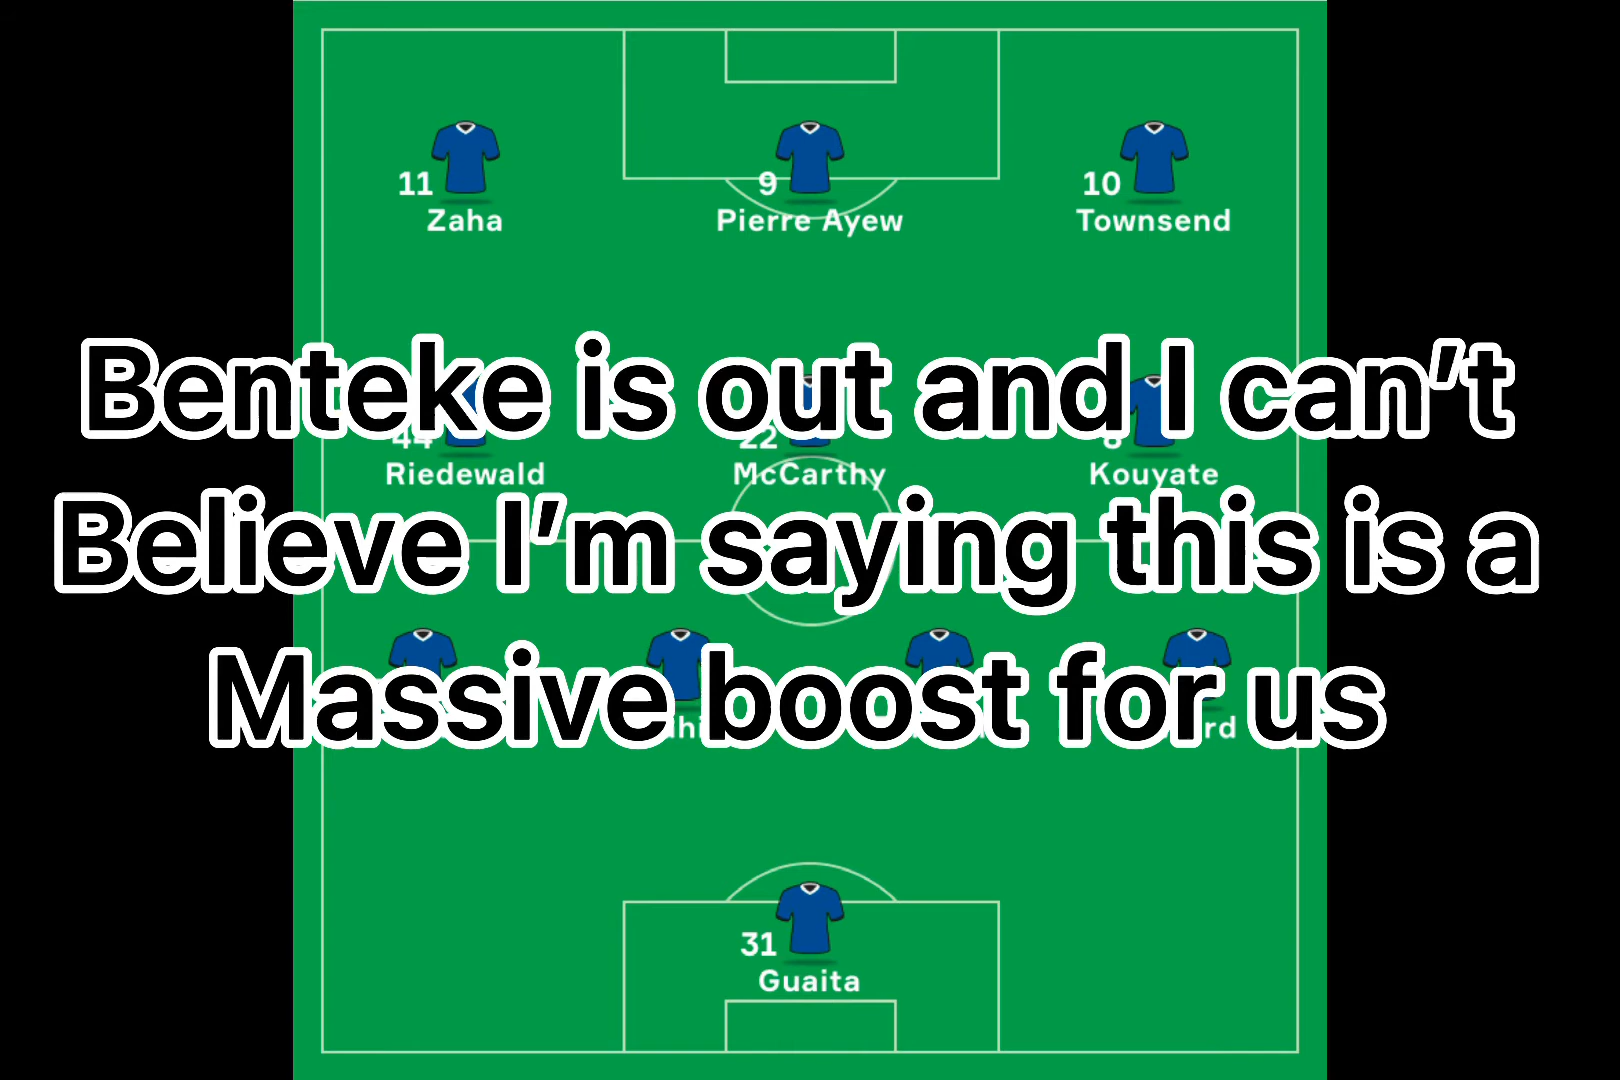 11
Zaha
9
Pierre Ayew
10
Townsend
Benteke is out and I can’t
44
Riedewald
22
McCarthy
8
Kouyate
Believe I’m saying this is a
Massive boost for us
31
Guaita